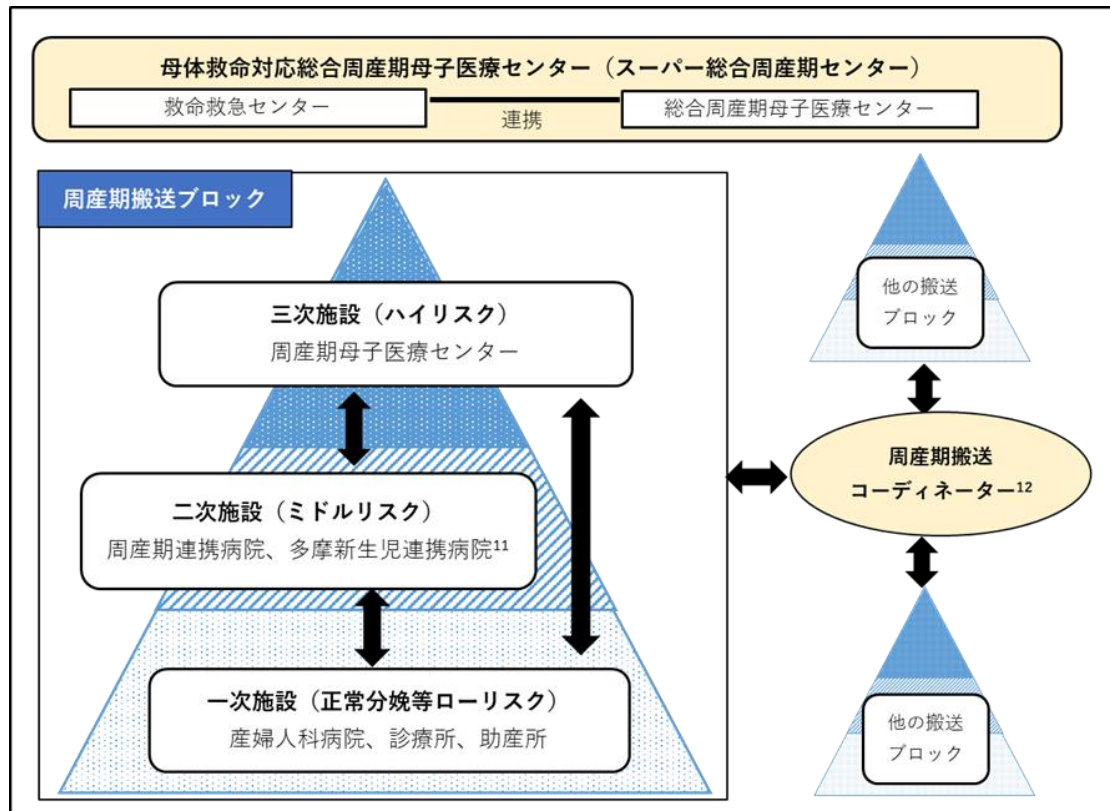 母体救命対応総合周産期母子医療センター（スーパー総合周産期センター）
救命救急センター
連携
総合周産期母子医療センター
周産期搬送ブロック
三次施設（ハイリスク）
周産期母子医療センター
二次施設（ミドルリスク）
周産期連携病院、多摩新生児連携病院¹¹
一次施設（正常分娩等ローリスク）
産婦人科病院、診療所、助産所
他の搬送
ブロック
周産期搬送
コーディネーター¹²
他の搬送
ブロック